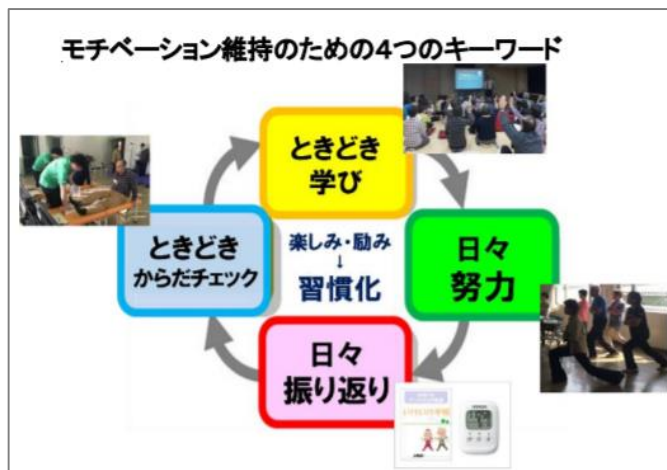 モチベーション維持のための4つのキーワード
ときどき
学び
日々
努力
日々
振り返り
ときどき
からだチェック
楽しみ・励み
↓
習慣化